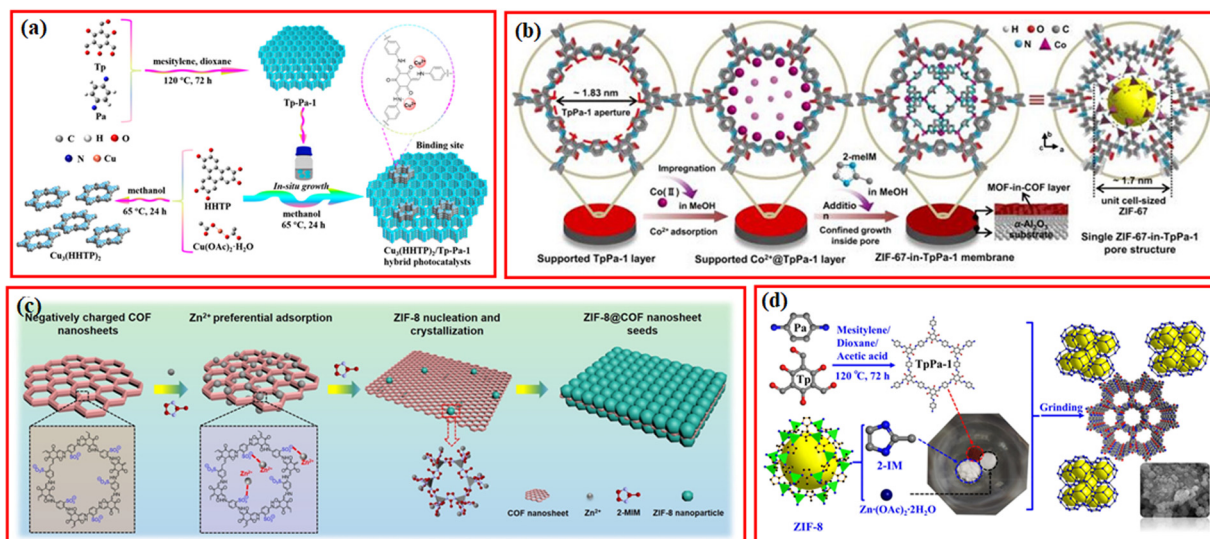 (a)
Tp
Pa
mesitylene, dioxane
120 °C, 72 h
Tp-Pa-1
Cu²⁺
Cu²⁺
C
H
O
N
Cu
Binding site
methanol
65 °C, 24 h
HHTP
Cu(OAc)₂·H₂O
In-situ growth
methanol
65 °C, 24 h
Cu₃(HHTP)₂
Cu₃(HHTP)₂/Tp-Pa-1
hybrid photocatalysts
(b)
H
O
C
N
Co
~ 1.83 nm
TpPa-1 aperture
Impregnation
Co(Ⅱ)
in MeOH
Co²⁺ adsorption
2-meIM
in MeOH
Additio
n
Confined growth
inside pore
b
c
a
~ 1.7 nm
unit cell-sized
ZIF-67
MOF-in-COF layer
α-Al₂O₃
substrate
Supported TpPa-1 layer
Supported Co²⁺@TpPa-1 layer
ZIF-67-in-TpPa-1 membrane
Single ZIF-67-in-TpPa-1
pore structure
(c)
Negatively charged COF
nanosheets
Zn²⁺ preferential adsorption
ZIF-8 nucleation and
crystallization
ZIF-8@COF nanosheet
seeds
Zn²⁺
Zn²⁺
Zn²⁺
COF nanosheet
Zn²⁺
2-MIM
ZIF-8 nanoparticle
(d)
Pa
Tp
Mesitylene/
Dioxane/
Acetic acid
120 °C, 72 h
TpPa-1
2-IM
Zn·(OAc)₂·2H₂O
ZIF-8
Grinding